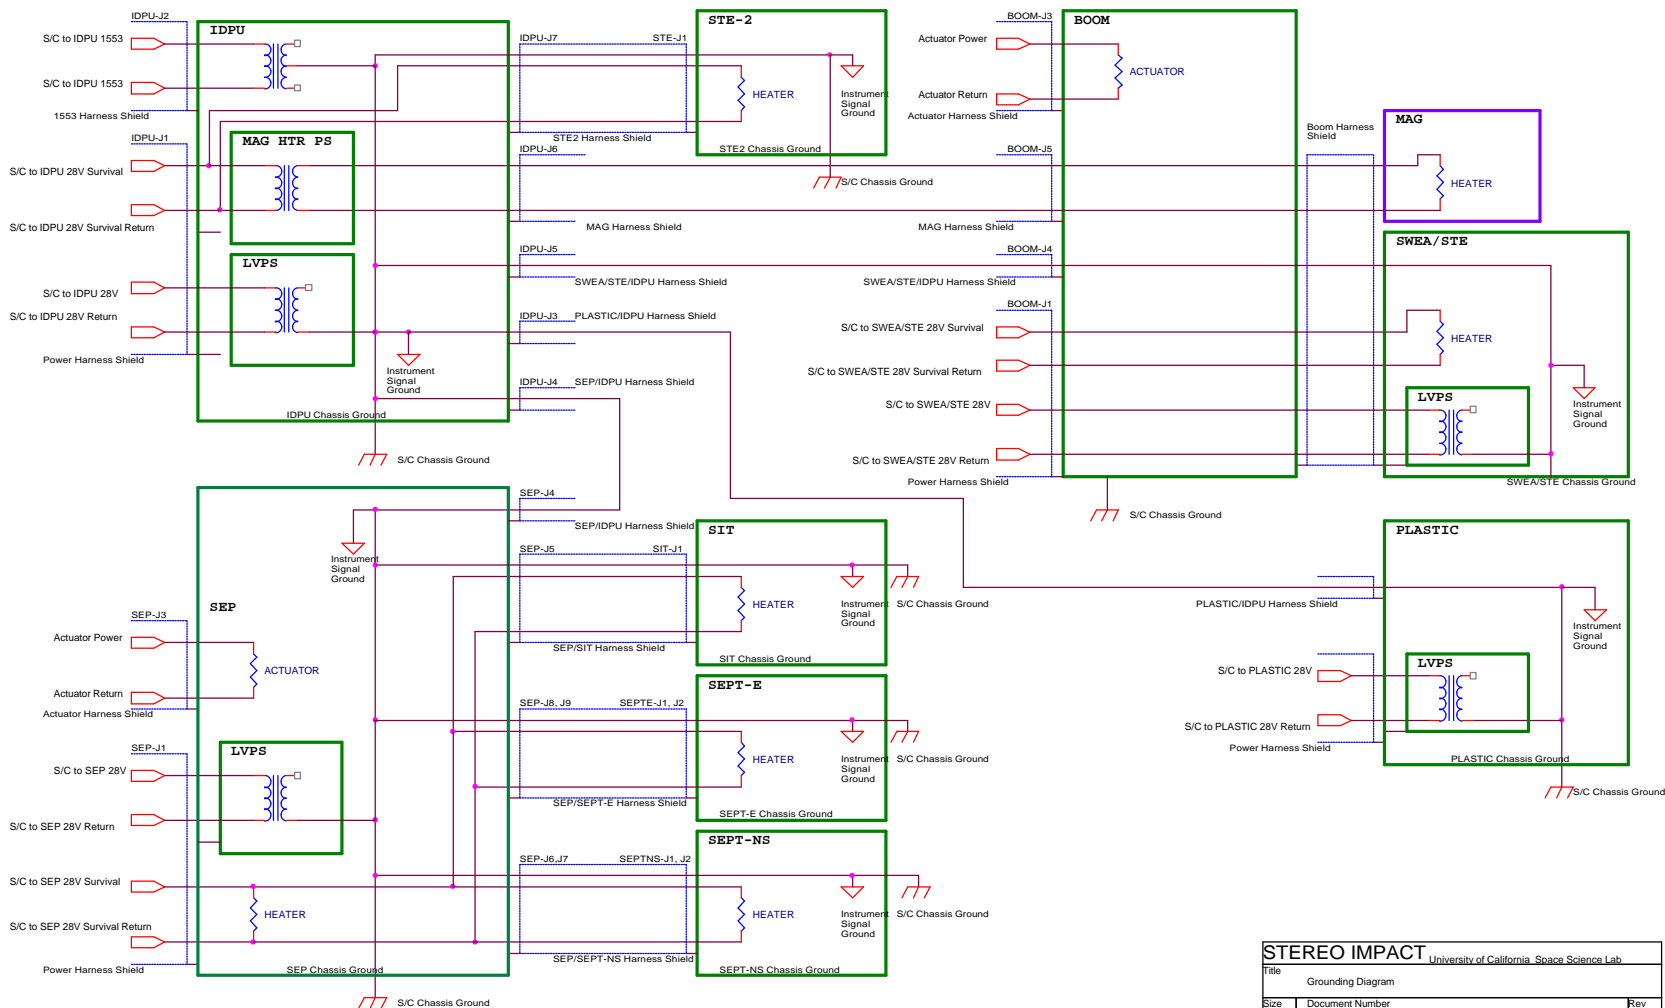 IDPU-J2
IDPU
S/C to IDPU 1553
S/C to IDPU 1553
1553 Harness Shield
IDPU-J1
MAG HTR PS
S/C to IDPU 28V Survival
S/C to IDPU 28V Survival Return
LVPS
S/C to IDPU 28V
S/C to IDPU 28V Return
Power Harness Shield
Instrument
Signal
Ground
IDPU Chassis Ground
S/C Chassis Ground
IDPU-J7
STE-J1
STE2 Harness Shield
IDPU-J6
MAG Harness Shield
IDPU-J5
SWEA/STE/IDPU Harness Shield
IDPU-J3
PLASTIC/IDPU Harness Shield
IDPU-J4
SEP/IDPU Harness Shield
STE-2
HEATER
Instrument
Signal
Ground
STE2 Chassis Ground
S/C Chassis Ground
BOOM-J3
BOOM
Actuator Power
ACTUATOR
Actuator Return
Actuator Harness Shield
BOOM-J5
MAG Harness Shield
BOOM-J4
SWEA/STE/IDPU Harness Shield
BOOM-J1
S/C to SWEA/STE 28V Survival
S/C to SWEA/STE 28V Survival Return
S/C to SWEA/STE 28V
S/C to SWEA/STE 28V Return
Power Harness Shield
S/C Chassis Ground
Boom Harness
Shield
MAG
HEATER
SWEA/STE
HEATER
LVPS
Instrument
Signal
Ground
SWEA/STE Chassis Ground
SEP-J4
SEP/IDPU Harness Shield
Instrument
Signal
Ground
SEP
SEP-J3
Actuator Power
ACTUATOR
Actuator Return
Actuator Harness Shield
SEP-J1
LVPS
S/C to SEP 28V
S/C to SEP 28V Return
S/C to SEP 28V Survival
HEATER
S/C to SEP 28V Survival Return
Power Harness Shield
SEP Chassis Ground
S/C Chassis Ground
SEP-J5
SIT-J1
SEP/SIT Harness Shield
SIT
HEATER
Instrument
Signal
Ground
S/C Chassis Ground
SIT Chassis Ground
SEP-J8, J9
SEPTE-J1, J2
SEP/SEPT-E Harness Shield
SEPT-E
HEATER
Instrument
Signal
Ground
S/C Chassis Ground
SEPT-E Chassis Ground
SEP-J6,J7
SEPTNS-J1, J2
SEP/SEPT-NS Harness Shield
SEPT-NS
HEATER
Instrument
Signal
Ground
S/C Chassis Ground
SEPT-NS Chassis Ground
PLASTIC
PLASTIC/IDPU Harness Shield
Instrument
Signal
Ground
LVPS
S/C to PLASTIC 28V
S/C to PLASTIC 28V Return
Power Harness Shield
PLASTIC Chassis Ground
S/C Chassis Ground
STEREO IMPACT University of California Space Science Lab
Title
Grounding Diagram
Size Document Number Rev